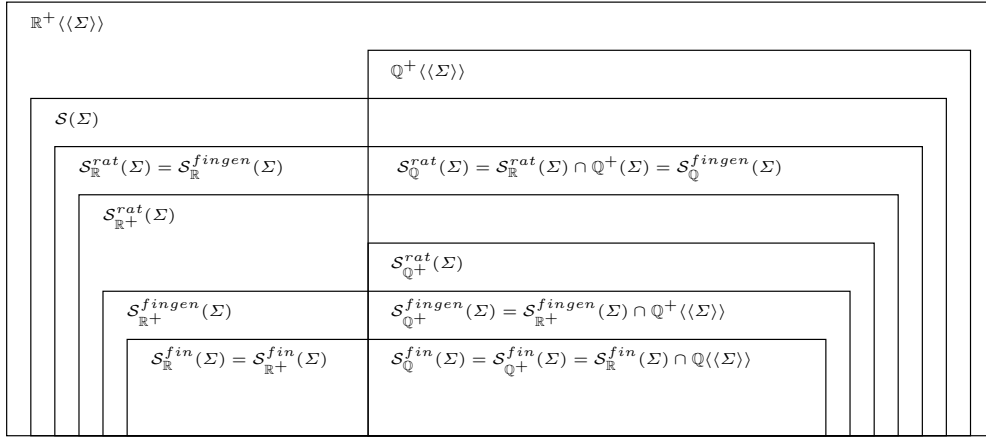 ℝ⁺⟨⟨Σ⟩⟩
ℚ⁺⟨⟨Σ⟩⟩
𝒮(Σ)
𝒮_ℝ^{rat}(Σ) = 𝒮_ℝ^{fingen}(Σ)
𝒮_ℚ^{rat}(Σ) = 𝒮_ℝ^{rat}(Σ) ∩ ℚ⁺(Σ) = 𝒮_ℚ^{fingen}(Σ)
𝒮_{ℝ⁺}^{rat}(Σ)
𝒮_{ℚ⁺}^{rat}(Σ)
𝒮_{ℝ⁺}^{fingen}(Σ)
𝒮_{ℚ⁺}^{fingen}(Σ) = 𝒮_{ℝ⁺}^{fingen}(Σ) ∩ ℚ⁺⟨⟨Σ⟩⟩
𝒮_ℝ^{fin}(Σ) = 𝒮_{ℝ⁺}^{fin}(Σ)
𝒮_ℚ^{fin}(Σ) = 𝒮_{ℚ⁺}^{fin}(Σ) = 𝒮_ℝ^{fin}(Σ) ∩ ℚ⟨⟨Σ⟩⟩